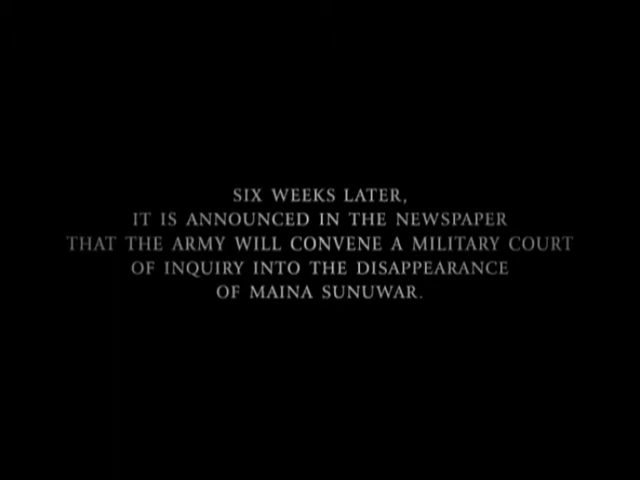 SIX WEEKS LATER,
IT IS ANNOUNCED IN THE NEWSPAPER
THAT THE ARMY WILL CONVENE A MILITARY COURT
OF INQUIRY INTO THE DISAPPEARANCE
OF MAINA SUNUWAR.